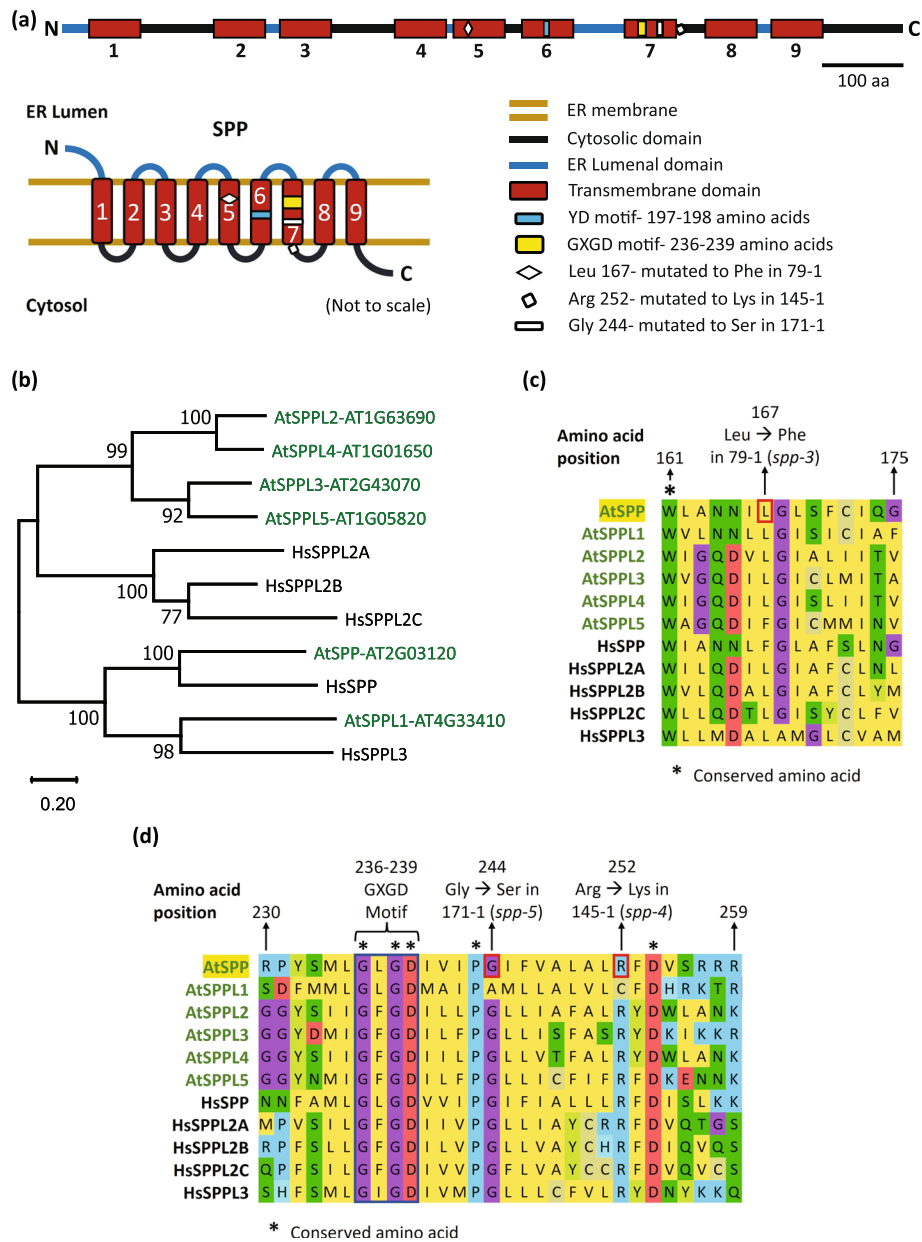 (a)
N C
1 2 3 4 5 6 7 8 9
100 aa
ER Lumen
SPP
N
1 2 3 4 5 6 7 8 9
C
Cytosol
(Not to scale)
ER membrane
Cytosolic domain
ER Lumenal domain
Transmembrane domain
YD motif- 197-198 amino acids
GXGD motif- 236-239 amino acids
Leu 167- mutated to Phe in 79-1
Arg 252- mutated to Lys in 145-1
Gly 244- mutated to Ser in 171-1
(b)
100
AtSPPL2-AT1G63690
AtSPPL4-AT1G01650
99
AtSPPL3-AT2G43070
92
AtSPPL5-AT1G05820
HsSPPL2A
100
HsSPPL2B
77
HsSPPL2C
100
AtSPP-AT2G03120
HsSPP
100
AtSPPL1-AT4G33410
98
HsSPPL3
0.20
(c)
167
Amino acid position
Leu → Phe
in 79-1 (spp-3)
161
175
*
AtSPP W L A N N I L G L S F C I Q G
AtSPPL1 W V L N N L L G I S I C I A F
AtSPPL2 W I G Q D V L G I A L I I T V
AtSPPL3 W V G Q D I L G I C L M I T A
AtSPPL4 W I G Q D I L G I S L I I T V
AtSPPL5 W A G Q D I F G I C M M I N V
HsSPP W I A N N L F G L A F S L N G
HsSPPL2A W V L Q D I L G I A F C L N L
HsSPPL2B W V L Q D A L G I A F C L Y M
HsSPPL2C W L L Q D T L G I S Y C L F V
HsSPPL3 W L L M D A L A M G L C V A M
* Conserved amino acid
(d)
236-239
244
252
Amino acid position
GXGD
Motif
Gly → Ser in
171-1 (spp-5)
Arg → Lys in
145-1 (spp-4)
230
259
* * * * *
AtSPP R P Y S M L G L G D I V I P G I F V A L A L R F D V S R R R
AtSPPL1 S D F M M L G L G D M A I P A M L L A L V L C F D H R K T R
AtSPPL2 G G Y S I I G F G D I L L P G L L I A F A L R Y D W L A N K
AtSPPL3 G G Y D M I G F G D I L F P G L L I S F A S R Y D K I K K R
AtSPPL4 G G Y S I I G F G D I I L P G L L V T F A L R Y D W L A N K
AtSPPL5 G G Y N M I G F G D I L F P G L L I C F I F R F D K E N N K
HsSPP N N F A M L G L G D V V I P G I F I A L L L R F D I S L K K
HsSPPL2A M P V S I L G F G D I I V P G L L I A Y C R R F D V Q T G S
HsSPPL2B R P F S L L G F G D I L V P G L L V A Y C H R F D I Q V Q S
HsSPPL2C Q P F S I L G F G D I V V P G F L V A Y C C R F D V Q V C S
HsSPPL3 S H F S M L G I G D I V M P G L L L C F V L R Y D N Y K K Q
* Conserved amino acid